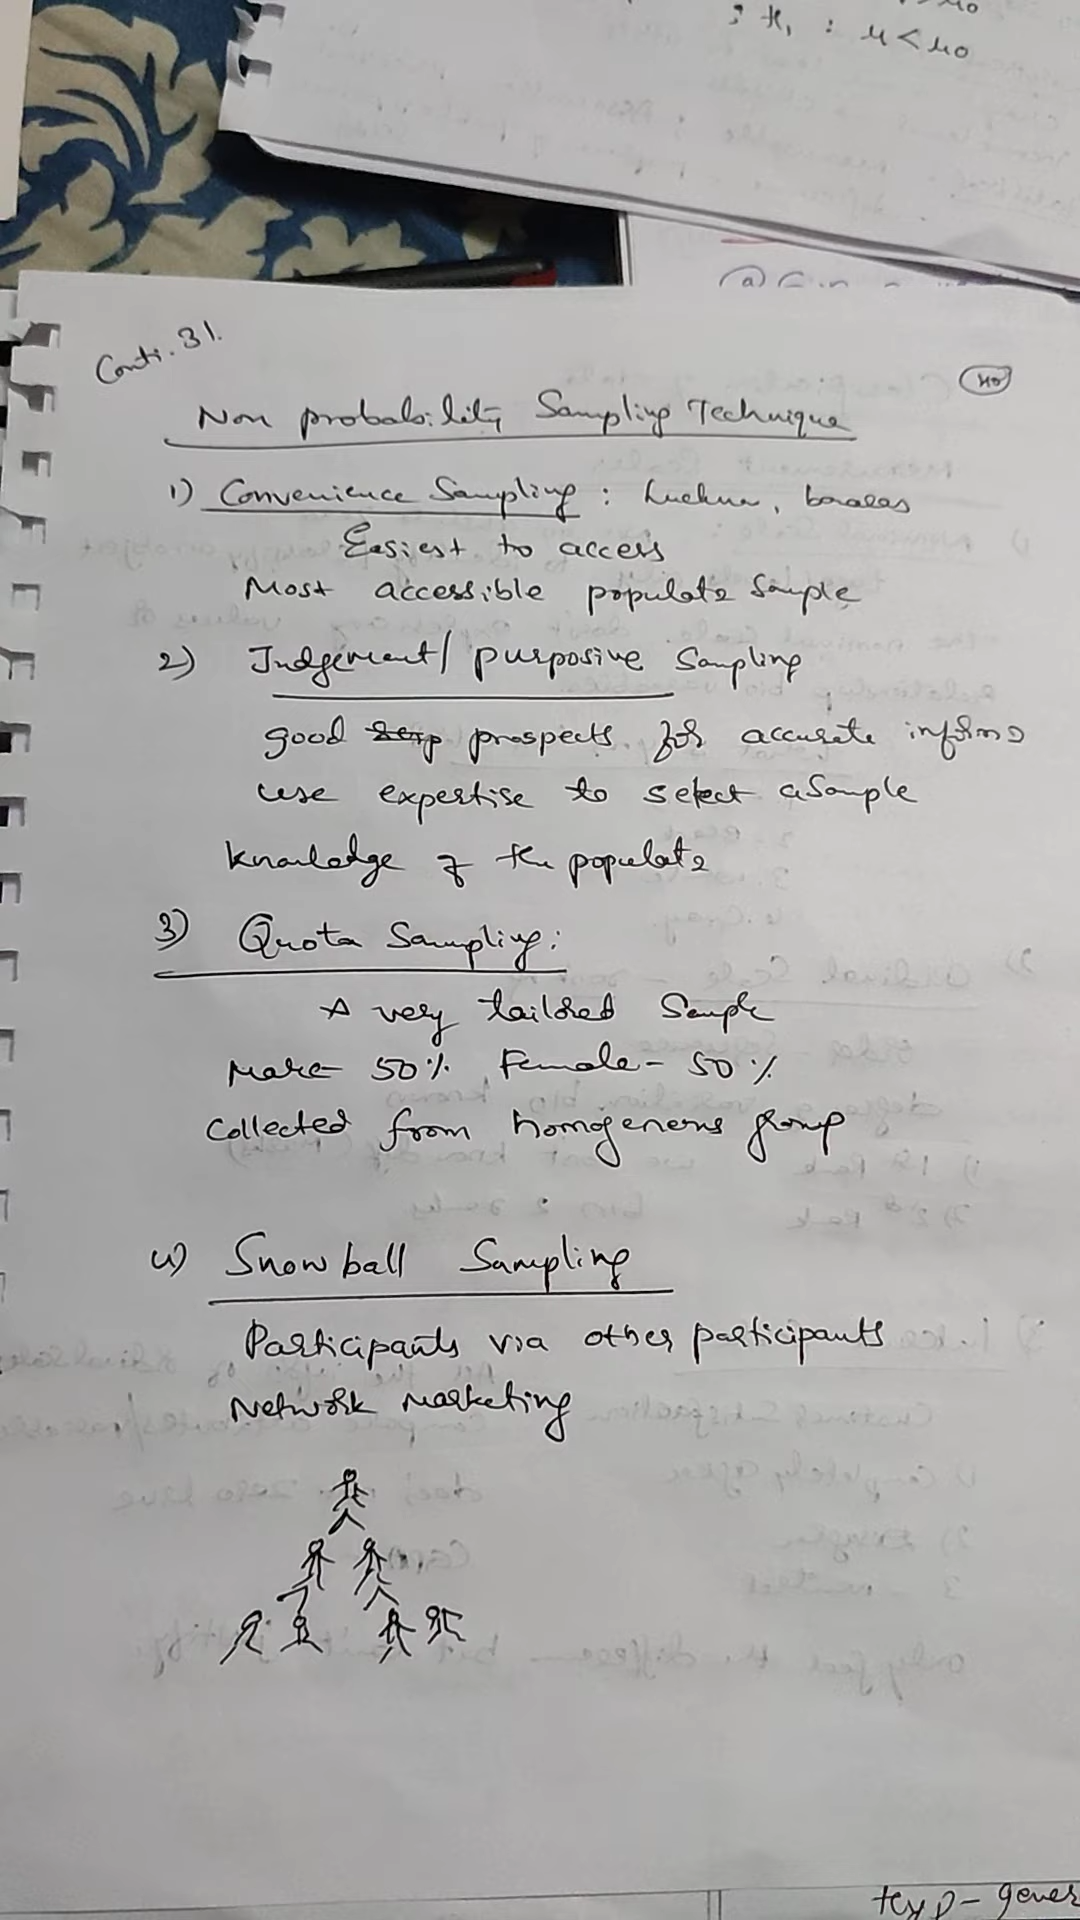 : H₁ : μ < μ0
Conti. 31.
40
Non probability Sampling Technique
1) Convenience Sampling :
Easiest to access
Most accessible populatn Sample
2) Judgement/ purposive Sampling
good prospects for accurate informn
use expertise to select a Sample
Knowledge of the populatn
3) Quota Sampling:
A very tailored Sample
Male- 50% Female - 50%
Collected from homogeneous group
4) Snow ball Sampling
Participants via other participants
Network Marketing